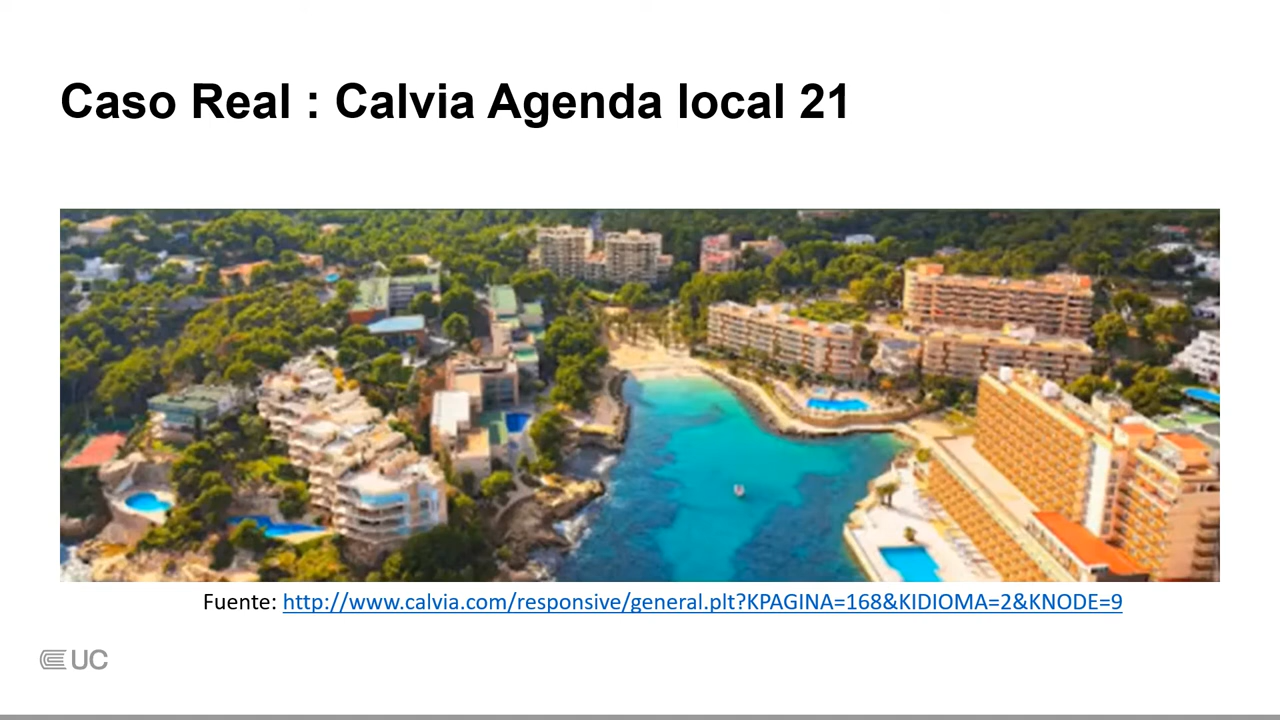 Caso Real : Calvia Agenda local 21
Fuente: http://www.calvia.com/responsive/general.plt?KPAGINA=168&KIDIOMA=2&KNODE=9
UC